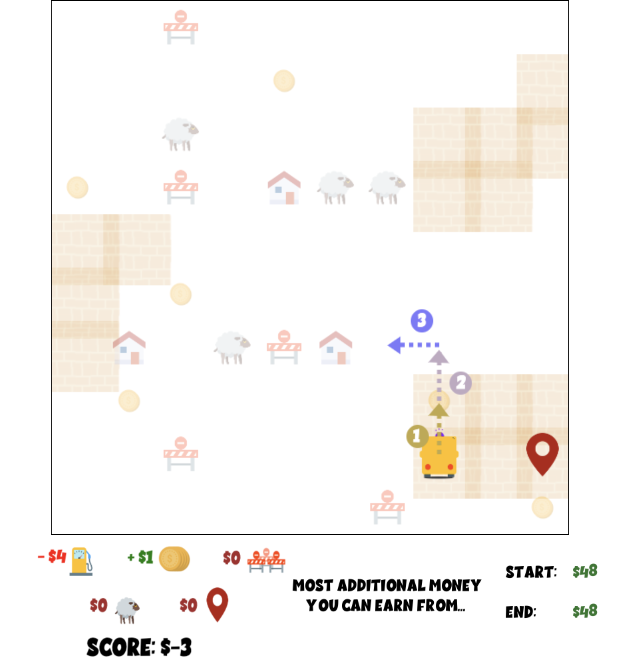 3
2
1
- $4
+ $1
$0
$0
$0
MOST ADDITIONAL MONEY
YOU CAN EARN FROM...
START: $48
END: $48
SCORE: $-3